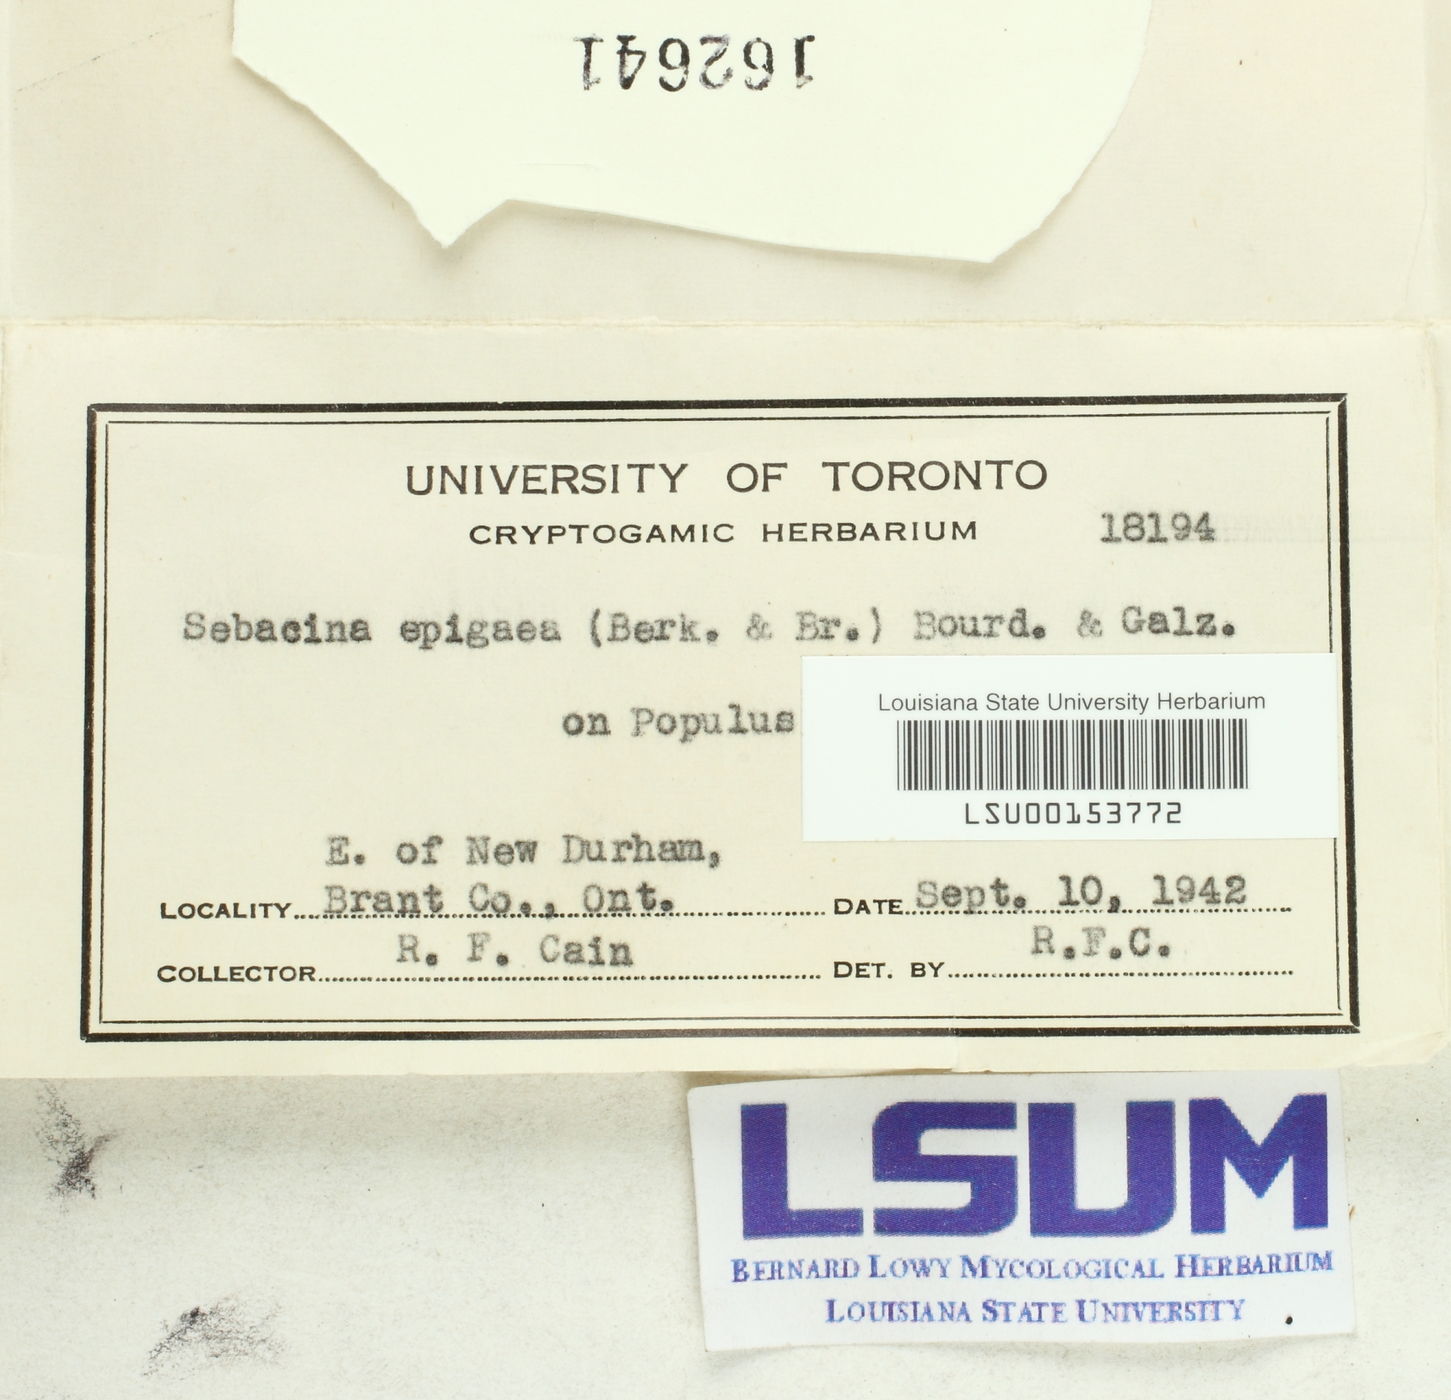 162641
UNIVERSITY OF TORONTO
CRYPTOGAMIC HERBARIUM 18194
Sebacina epigaea (Berk. & Br.) Bourd. & Galz.
on Populus
Louisiana State University Herbarium
LSU00153772
E. of New Durham,
LOCALITY Brant Co., Ont. DATE Sept. 10, 1942
COLLECTOR R. F. Cain DET. BY R.F.C.
LSUM
BERNARD LOWY MYCOLOGICAL HERBARIUM
LOUISIANA STATE UNIVERSITY